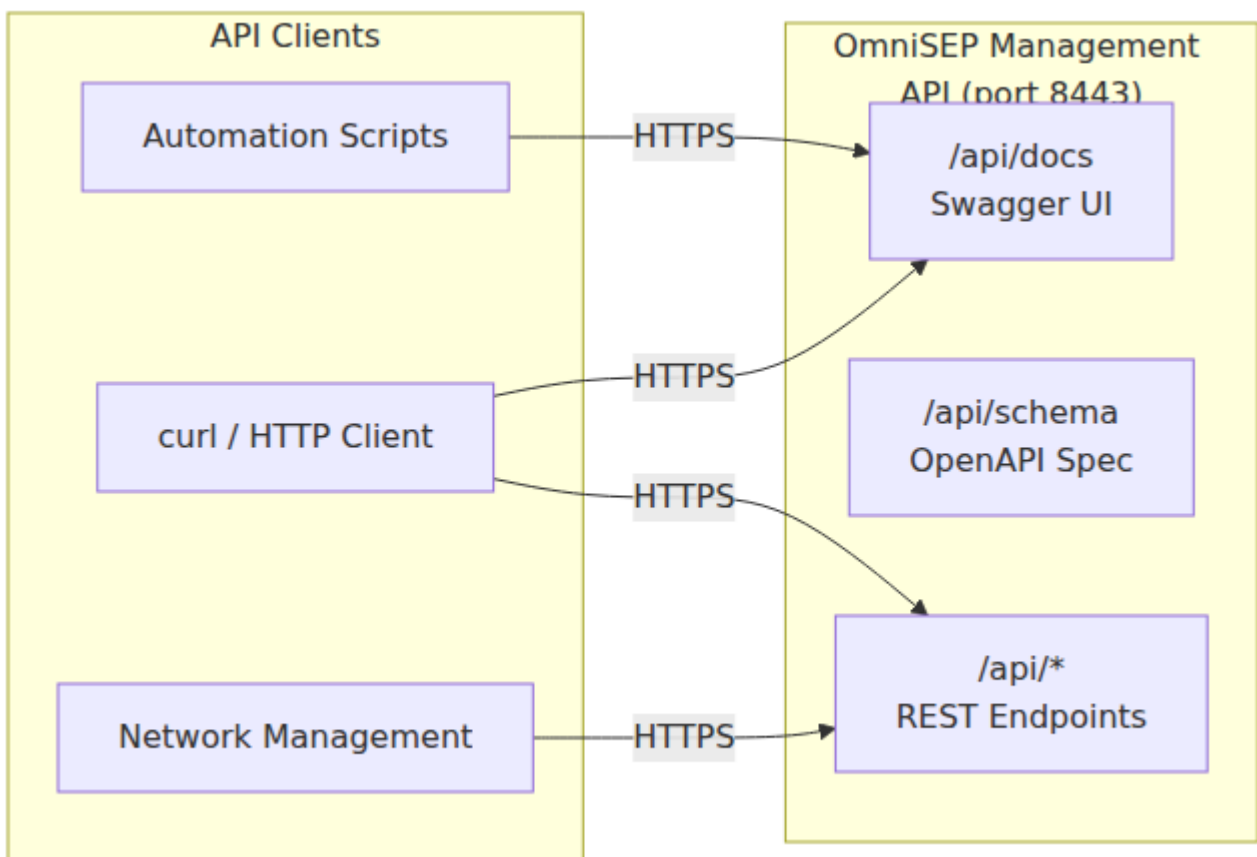 API Clients
Automation Scripts
curl / HTTP Client
Network Management
HTTPS
HTTPS
HTTPS
HTTPS
OmniSEP Management
API (port 8443)
/api/docs
Swagger UI
/api/schema
OpenAPI Spec
/api/*
REST Endpoints